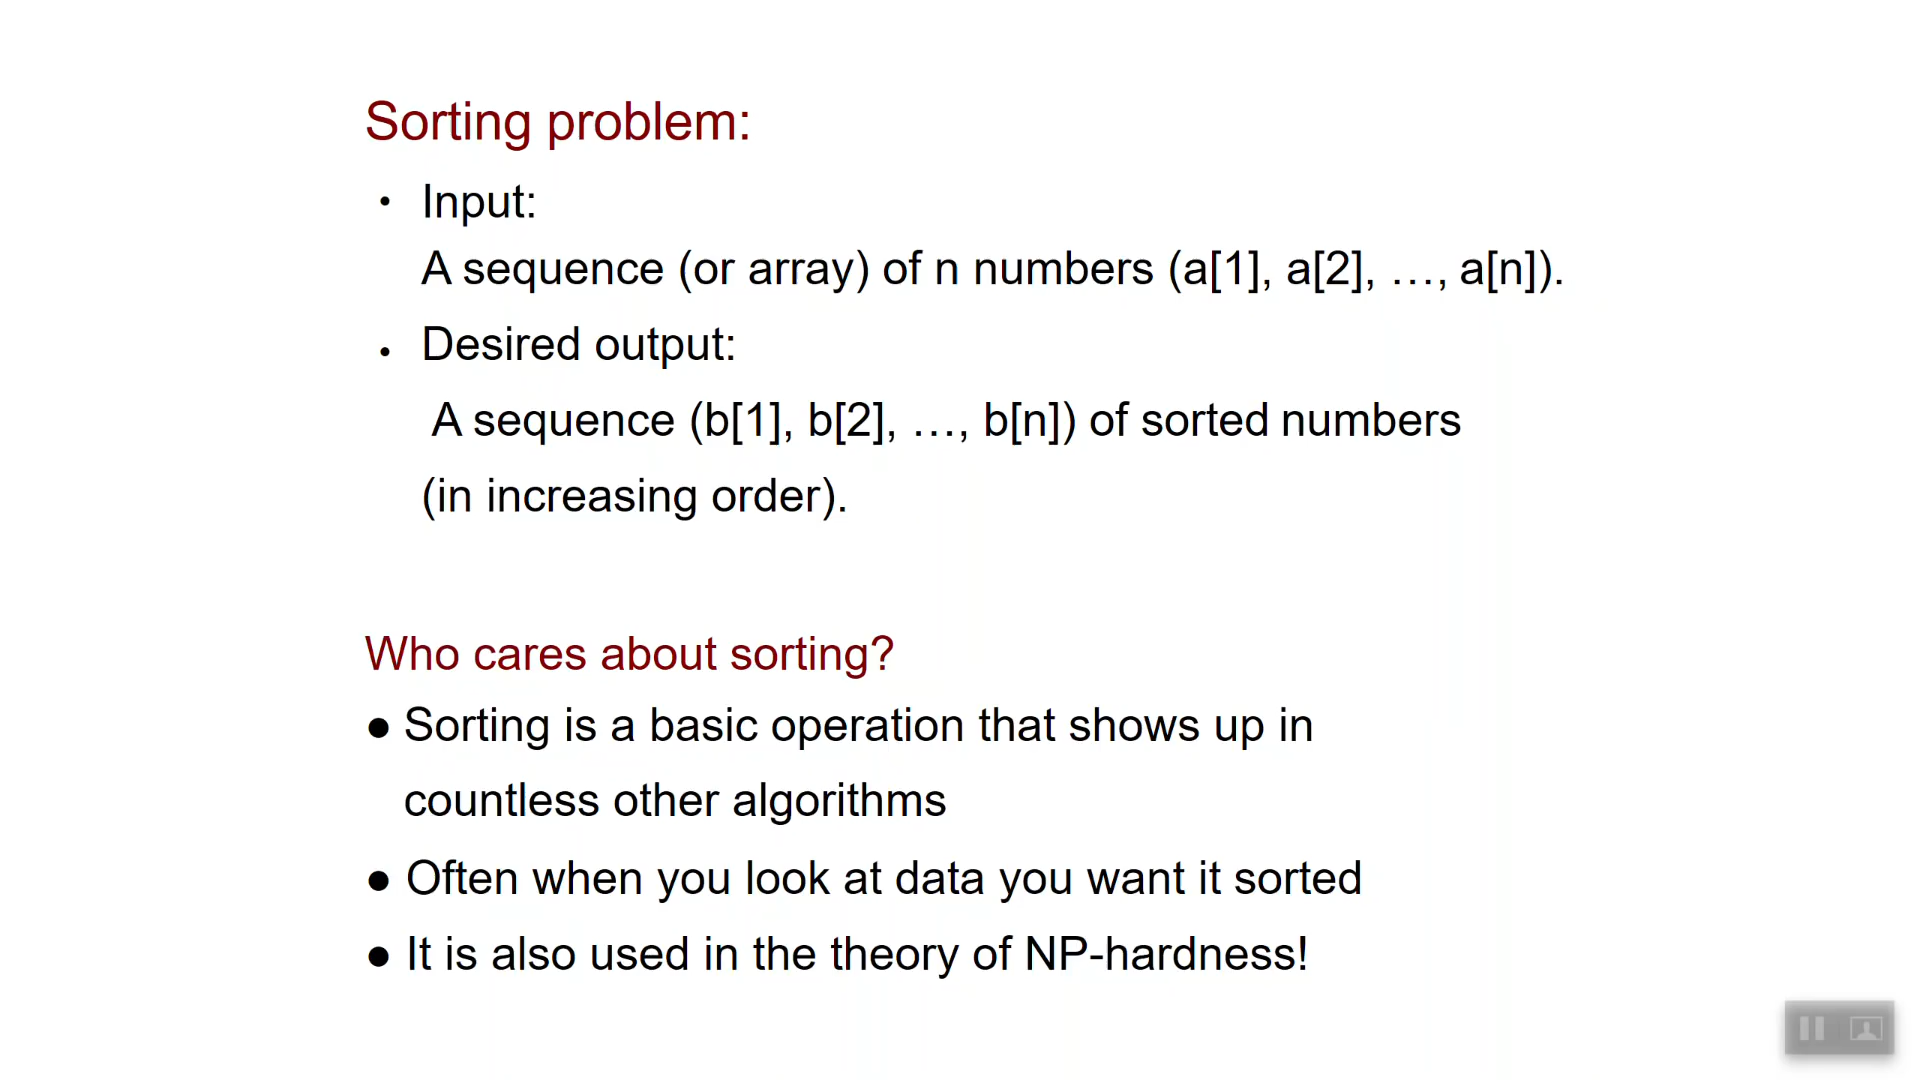 Sorting problem:
• Input:
A sequence (or array) of n numbers (a[1], a[2], …, a[n]).
• Desired output:
A sequence (b[1], b[2], …, b[n]) of sorted numbers
(in increasing order).
Who cares about sorting?
● Sorting is a basic operation that shows up in
countless other algorithms
● Often when you look at data you want it sorted
● It is also used in the theory of NP-hardness!